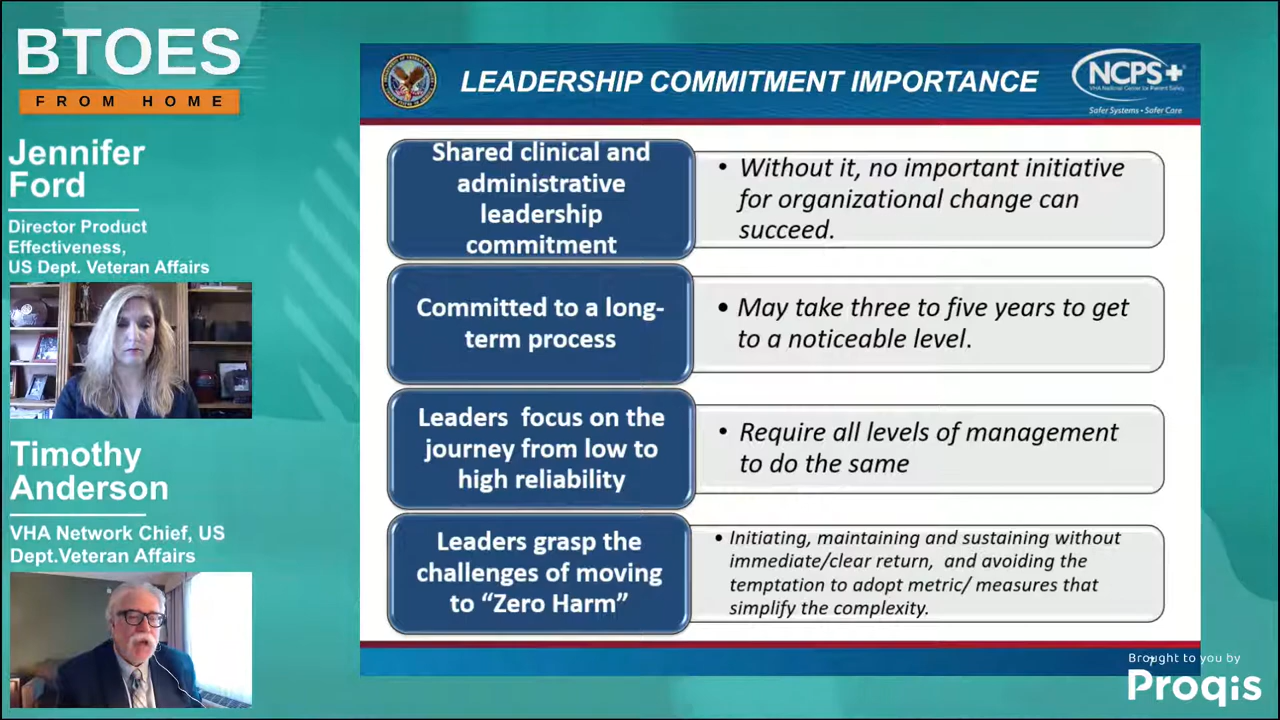 BTOES
FROM HOME
Jennifer
Ford
Director Product
Effectiveness,
US Dept. Veteran Affairs
Timothy
Anderson
VHA Network Chief, US
Dept.Veteran Affairs
LEADERSHIP COMMITMENT IMPORTANCE
NCPS+
VHA National Center for Patient Safety
Safer Systems • Safer Care
Shared clinical and
administrative
leadership
commitment
• Without it, no important initiative
for organizational change can
succeed.
Committed to a long-
term process
• May take three to five years to get
to a noticeable level.
Leaders  focus on the
journey from low to
high reliability
• Require all levels of management
to do the same
Leaders grasp the
challenges of moving
to “Zero Harm”
• Initiating, maintaining and sustaining without
immediate/clear return,  and avoiding the
temptation to adopt metric/ measures that
simplify the complexity.
Brought to you by
Proqis